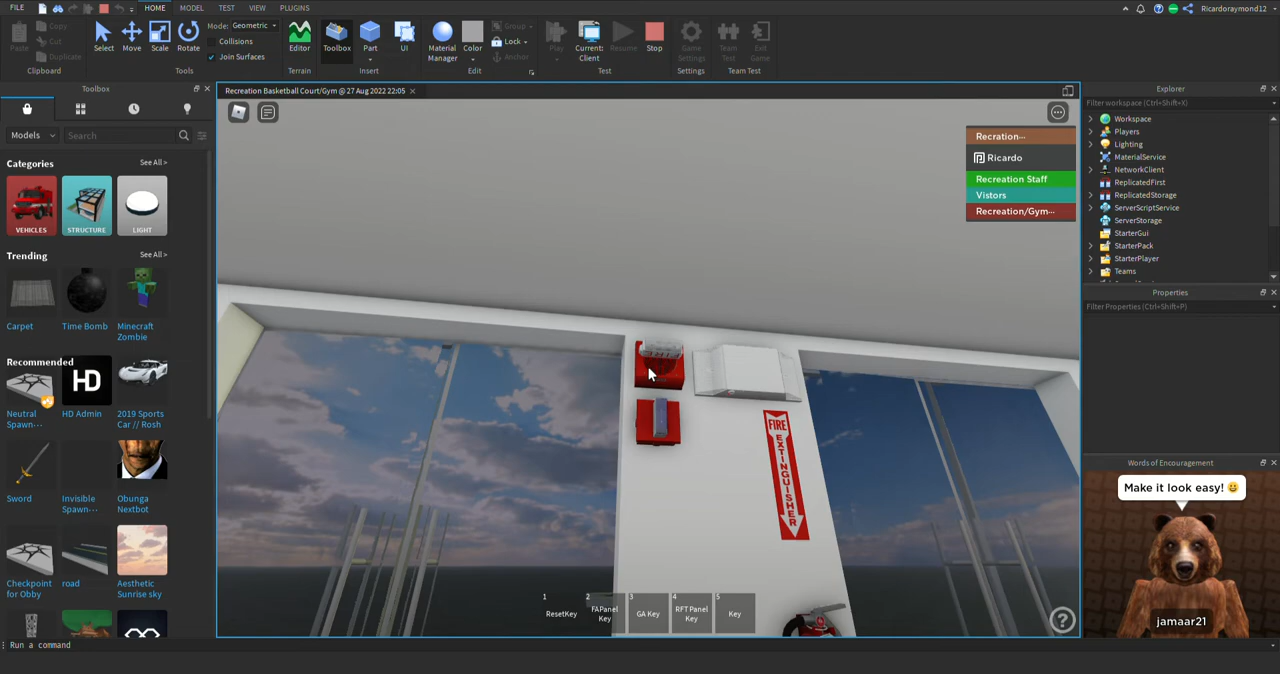 FILE
HOME
MODEL
TEST
VIEW
PLUGINS
Ricardoraymond12
Paste
Copy
Cut
Duplicate
Clipboard
Select
Move
Scale
Rotate
Mode: Geometric
Collisions
Join Surfaces
Tools
Editor
Terrain
Toolbox
Part
UI
Insert
Material
Manager
Color
Group
Lock
Anchor
Edit
Play
Current:
Client
Resume
Stop
Test
Game
Settings
Settings
Team
Test
Exit
Game
Team Test
Toolbox
Models
Search
Categories
See All >
VEHICLES
STRUCTURE
LIGHT
Trending
See All >
Carpet
Time Bomb
Minecraft
Zombie
Recommended
Neutral
Spawn···
HD
HD Admin
2019 Sports
Car // Rosh
Sword
Invisible
Spawn···
Obunga
Nextbot
Checkpoint
for Obby
road
Aesthetic
Sunrise sky
Run a command
Recreation Basketball Court/Gym @ 27 Aug 2022 22:05
Recration···
Ricardo
Recreation Staff
Vistors
Recreation/Gym···
FIRE
EXTINGUISHER
1
ResetKey
2
FAPanel
Key
3
GA Key
4
RFT Panel
Key
5
Key
?
Explorer
Filter workspace (Ctrl+Shift+X)
Workspace
Players
Lighting
MaterialService
NetworkClient
ReplicatedFirst
ReplicatedStorage
ServerScriptService
ServerStorage
StarterGui
StarterPack
StarterPlayer
Teams
Properties
Filter Properties (Ctrl+Shift+P)
Words of Encouragement
Make it look easy! 😀
jamaar21